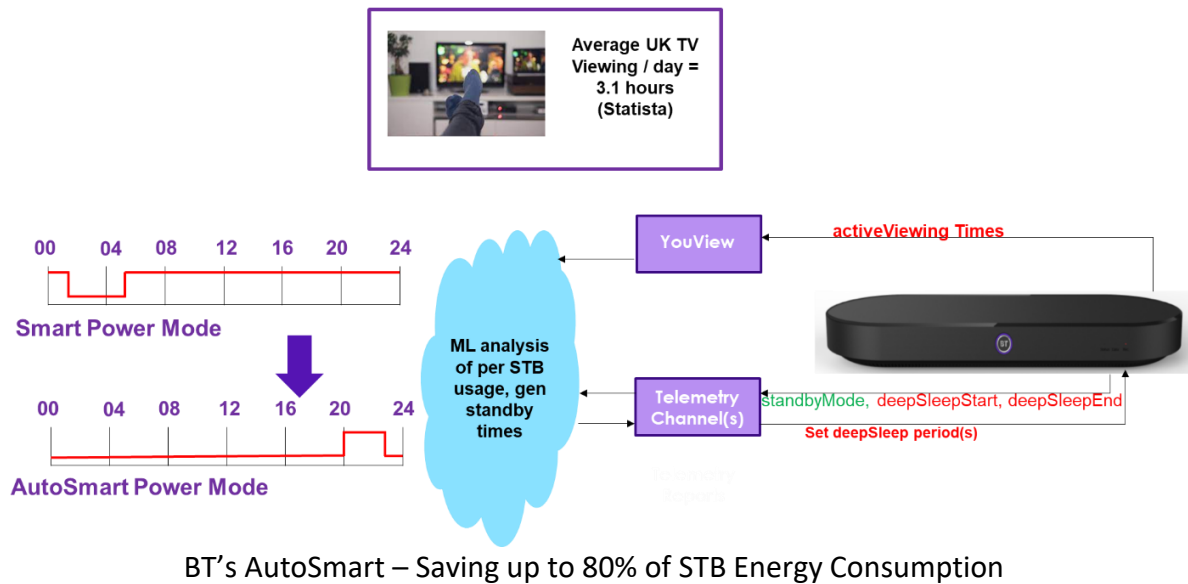 Average UK TV
Viewing / day =
3.1 hours
(Statista)
00 04 08 12 16 20 24
Smart Power Mode
00 04 08 12 16 20 24
AutoSmart Power Mode
ML analysis
of per STB
usage, gen
standby
times
YouView
activeViewing Times
BT
Telemetry
Channel(s)
standbyMode, deepSleepStart, deepSleepEnd
Set deepSleep period(s)
BT’s AutoSmart – Saving up to 80% of STB Energy Consumption